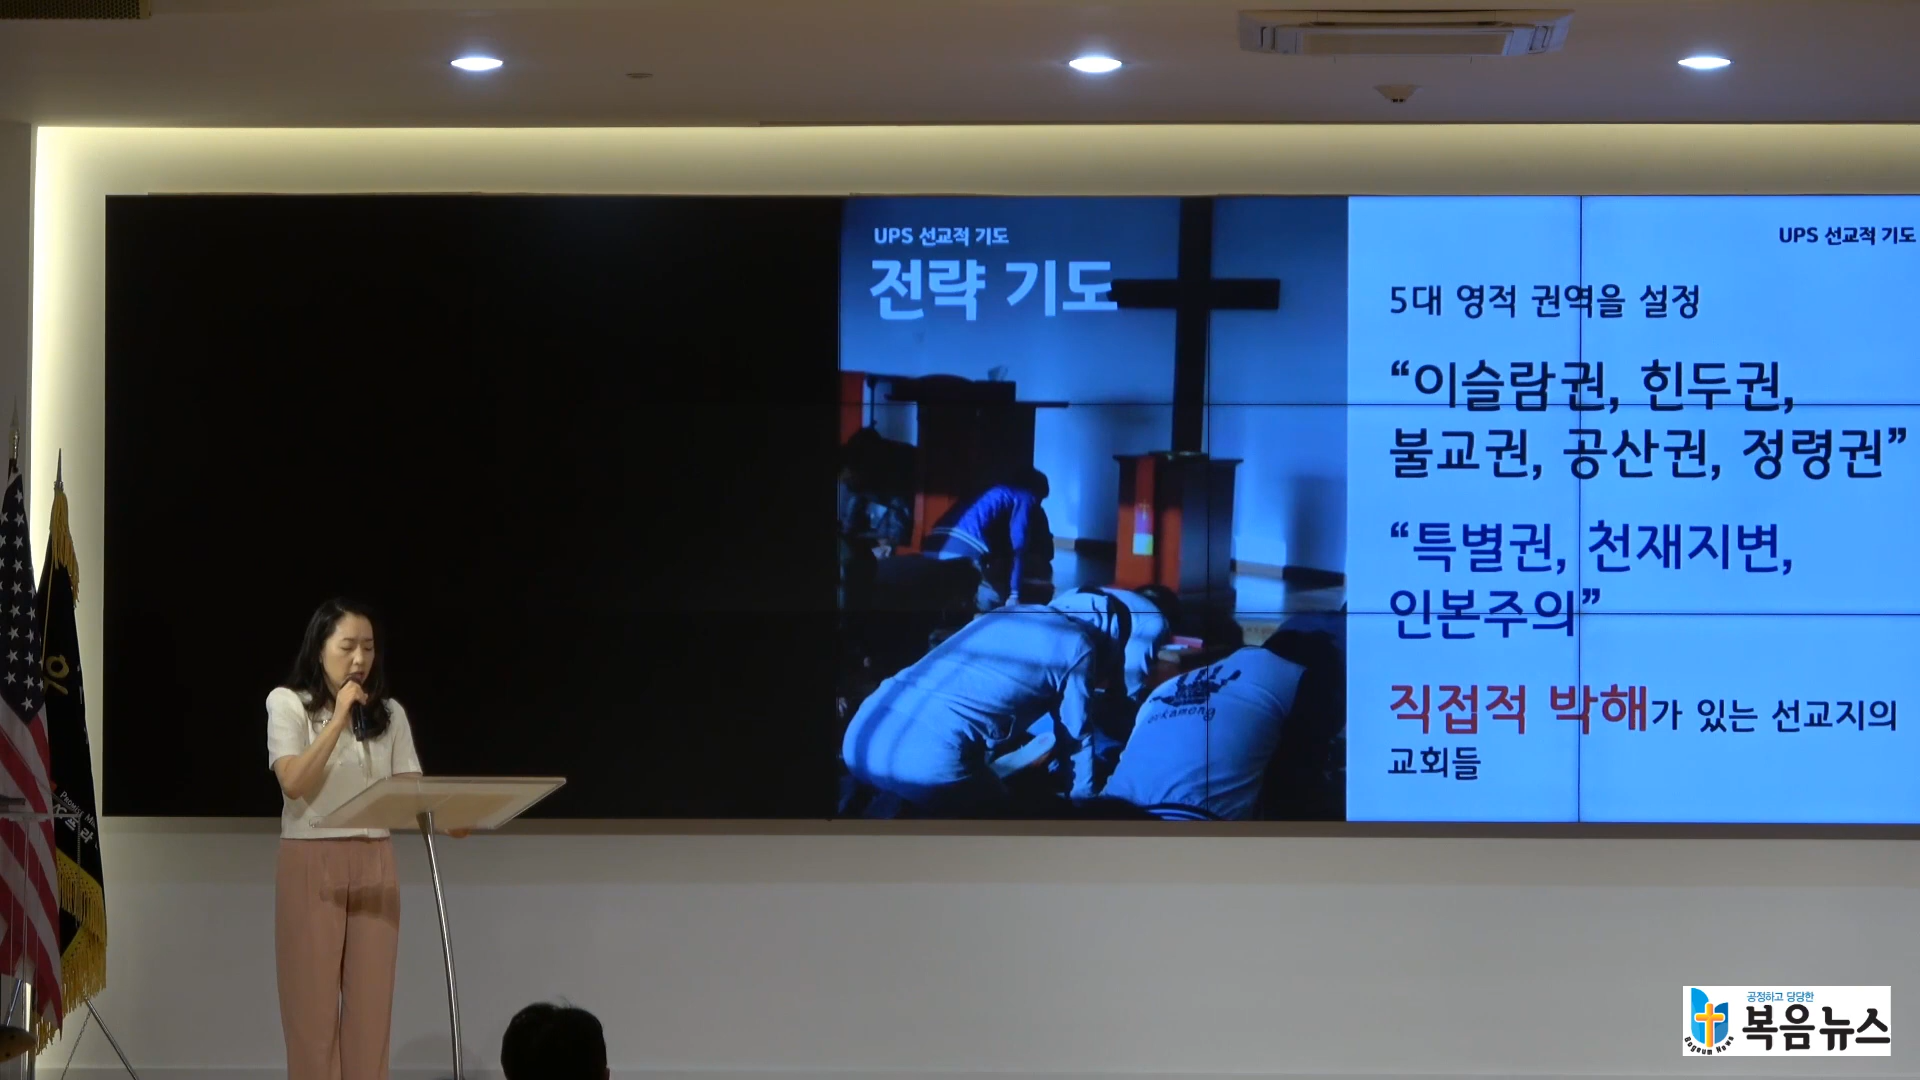 UPS 선교적 기도
전략 기도
UPS 선교적 기도
5대 영적 권역을 설정
“이슬람권, 힌두권,
불교권, 공산권, 정령권”
“특별권, 천재지변,
인본주의”
직접적 박해가 있는 선교지의
교회들
공정하고 당당한
복음뉴스
Bogeum News